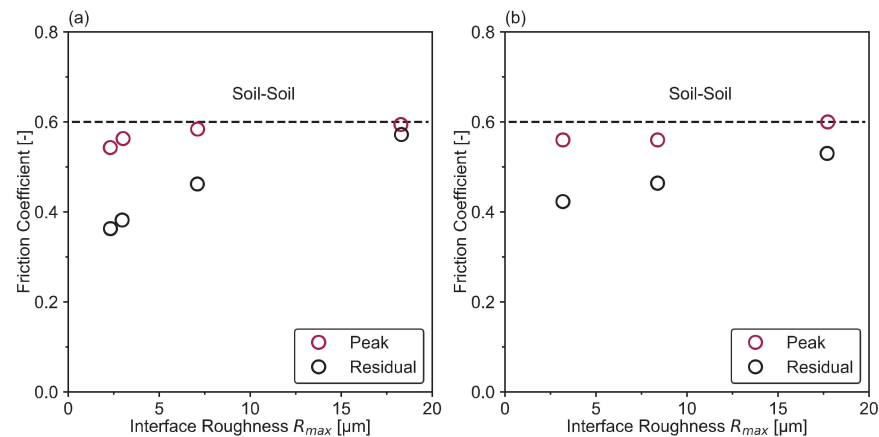 (a)
0.8
0.6
0.4
0.2
0.0
Friction Coefficient [-]
Soil-Soil
Peak
Residual
0
5
10
15
20
Interface Roughness Rmax [µm]
(b)
0.8
0.6
0.4
0.2
0.0
Friction Coefficient [-]
Soil-Soil
Peak
Residual
0
5
10
15
20
Interface Roughness Rmax [µm]